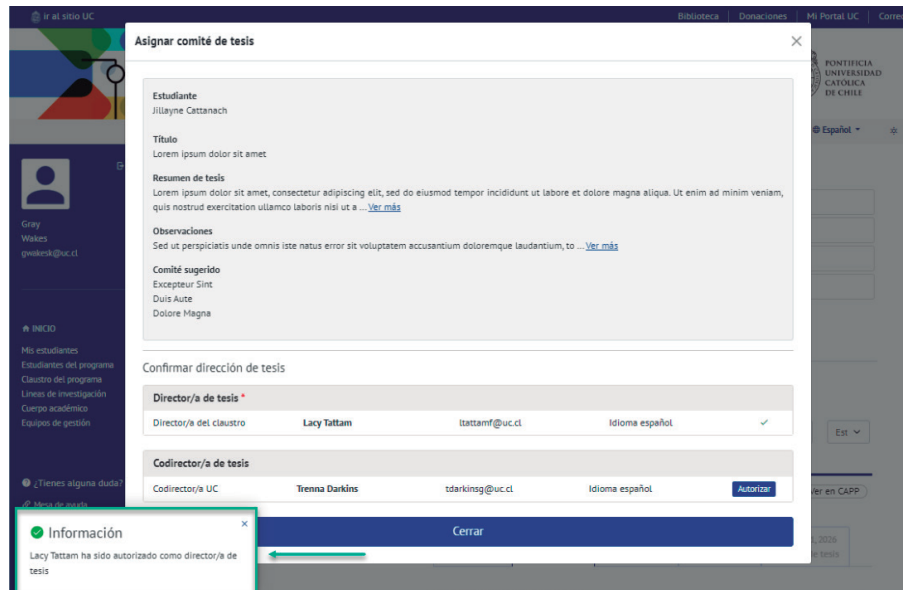 ir al sitio UC
Biblioteca
Donaciones
Mi Portal UC
Asignar comité de tesis
PONTIFICIA
UNIVERSIDAD
CATÓLICA
DE CHILE
Español
Gray
Wakes
gwakesk@uc.cl
INICIO
Mis estudiantes
Estudiantes del programa
Claustro del programa
Líneas de investigación
Cuerpo académico
Equipos de gestión
¿Tienes alguna duda?
Mesa de ayuda
Estudiante
Jillayne Cattanach
Título
Lorem ipsum dolor sit amet
Resumen de tesis
Lorem ipsum dolor sit amet, consectetur adipiscing elit, sed do eiusmod tempor incididunt ut labore et dolore magna aliqua. Ut enim ad minim veniam,
quis nostrud exercitation ullamco laboris nisi ut a ... Ver más
Observaciones
Sed ut perspiciatis unde omnis iste natus error sit voluptatem accusantium doloremque laudantium, to ... Ver más
Comité sugerido
Excepteur Sint
Duis Aute
Dolore Magna
Confirmar dirección de tesis
Director/a de tesis *
Director/a del claustro Lacy Tattam ltattamf@uc.cl Idioma español
Codirector/a de tesis
Codirector/a UC Trenna Darkins tdarkinsg@uc.cl Idioma español Autorizar
Cerrar
Est
Ver en CAPP
, 2026
de tesis
Información
Lacy Tattam ha sido autorizado como director/a de
tesis